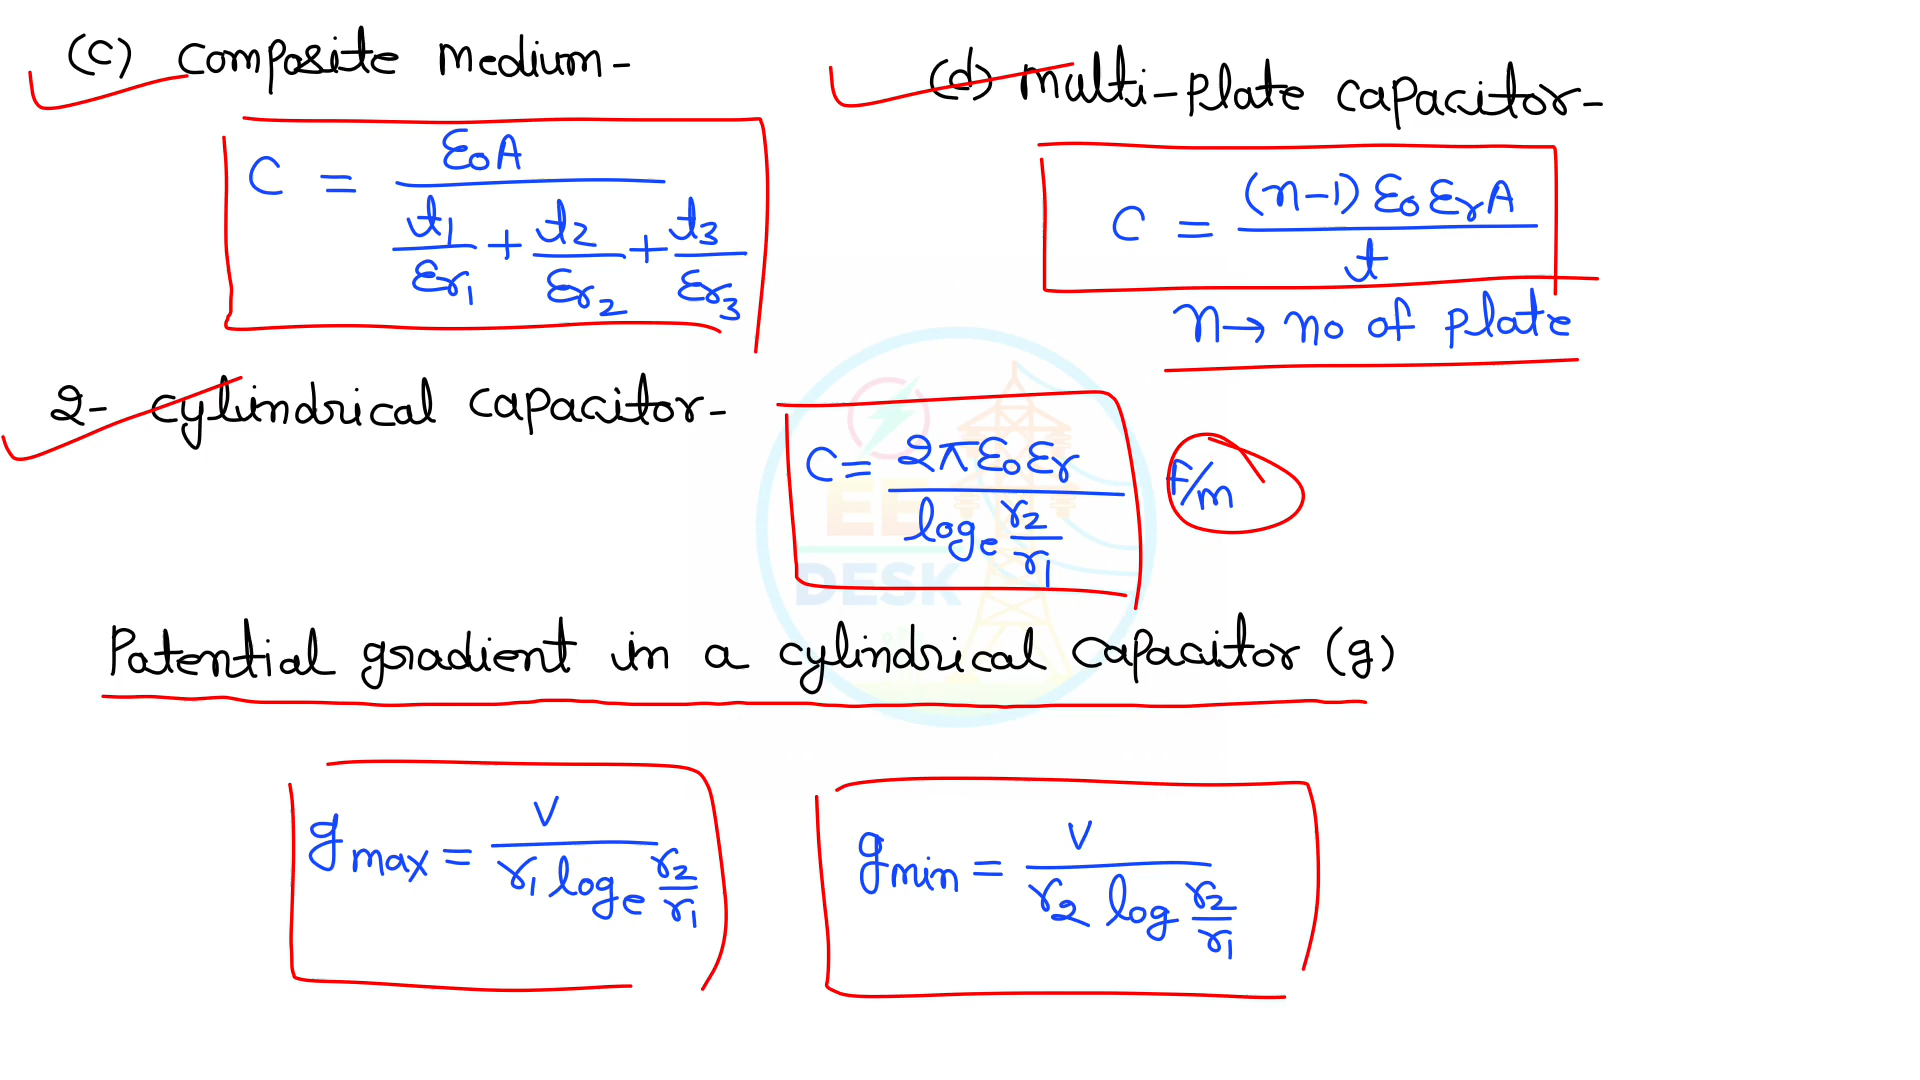 (c) composite medium-
C = ε₀A / (t₁/εr₁ + t₂/εr₂ + t₃/εr₃)
(d) multi-plate capacitor-
C = (n-1) ε₀ εr A / t
n→ no of plate
2- cylindrical capacitor-
C = 2π ε₀ εr / logₑ r₂/r₁ F/m
EE
DESK
Potential gradient in a cylindrical capacitor (g)
g max = V / r₁ logₑ r₂/r₁
g min = V / r₂ log r₂/r₁